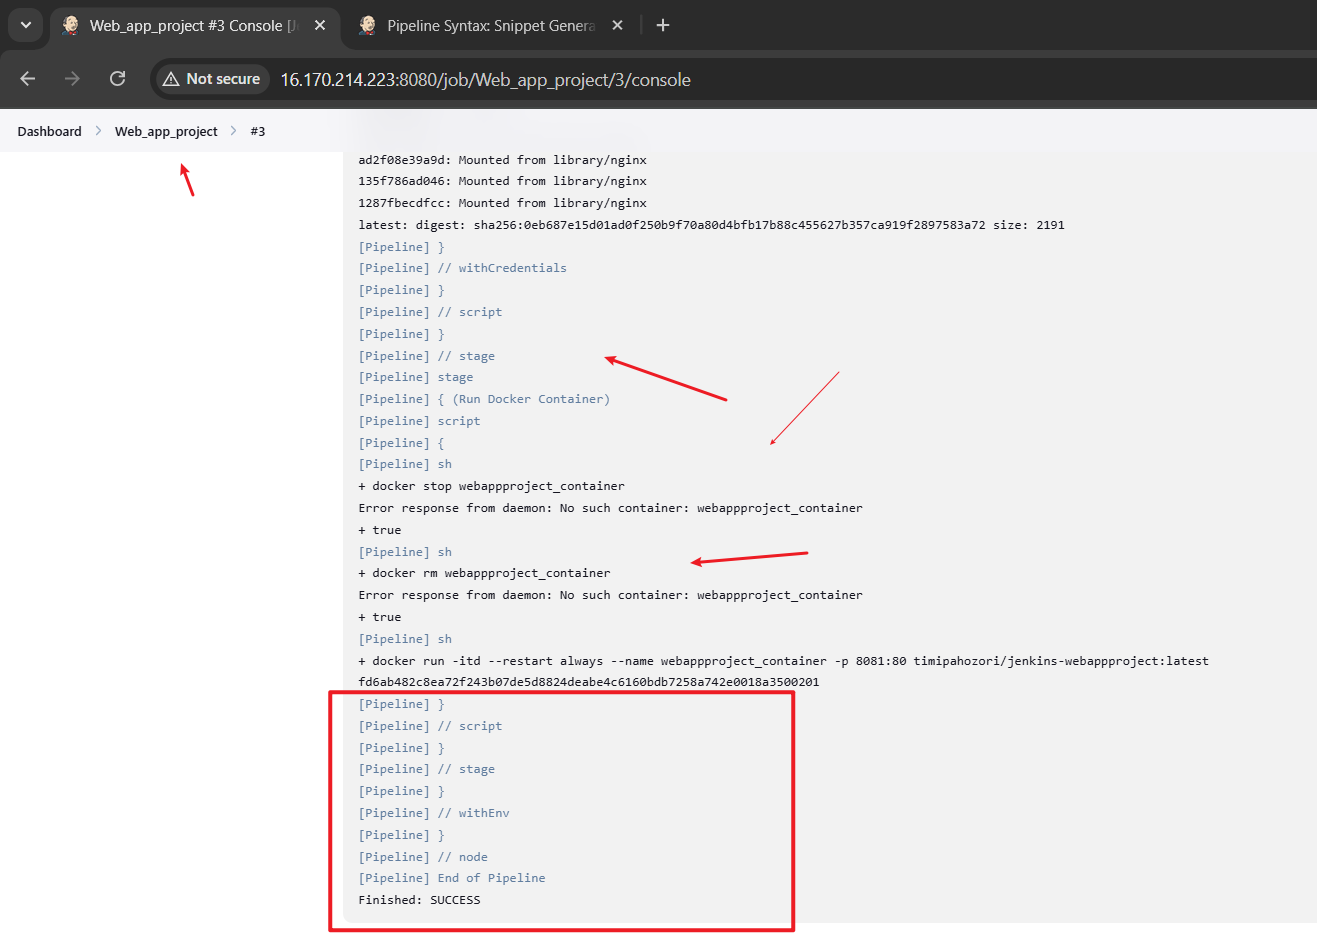 Web_app_project #3 Console [J
Pipeline Syntax: Snippet Genera
Not secure
16.170.214.223:8080/job/Web_app_project/3/console
Dashboard > Web_app_project > #3
ad2f08e39a9d: Mounted from library/nginx
135f786ad046: Mounted from library/nginx
1287fbecdfcc: Mounted from library/nginx
latest: digest: sha256:0eb687e15d01ad0f250b9f70a80d4bfb17b88c455627b357ca919f2897583a72 size: 2191
[Pipeline] }
[Pipeline] // withCredentials
[Pipeline] }
[Pipeline] // script
[Pipeline] }
[Pipeline] // stage
[Pipeline] stage
[Pipeline] { (Run Docker Container)
[Pipeline] script
[Pipeline] {
[Pipeline] sh
+ docker stop webappproject_container
Error response from daemon: No such container: webappproject_container
+ true
[Pipeline] sh
+ docker rm webappproject_container
Error response from daemon: No such container: webappproject_container
+ true
[Pipeline] sh
+ docker run -itd --restart always --name webappproject_container -p 8081:80 timipahozori/jenkins-webappproject:latest
fd6ab482c8ea72f243b07de5d8824deabe4c6160bdb7258a742e0018a3500201
[Pipeline] }
[Pipeline] // script
[Pipeline] }
[Pipeline] // stage
[Pipeline] }
[Pipeline] // withEnv
[Pipeline] }
[Pipeline] // node
[Pipeline] End of Pipeline
Finished: SUCCESS